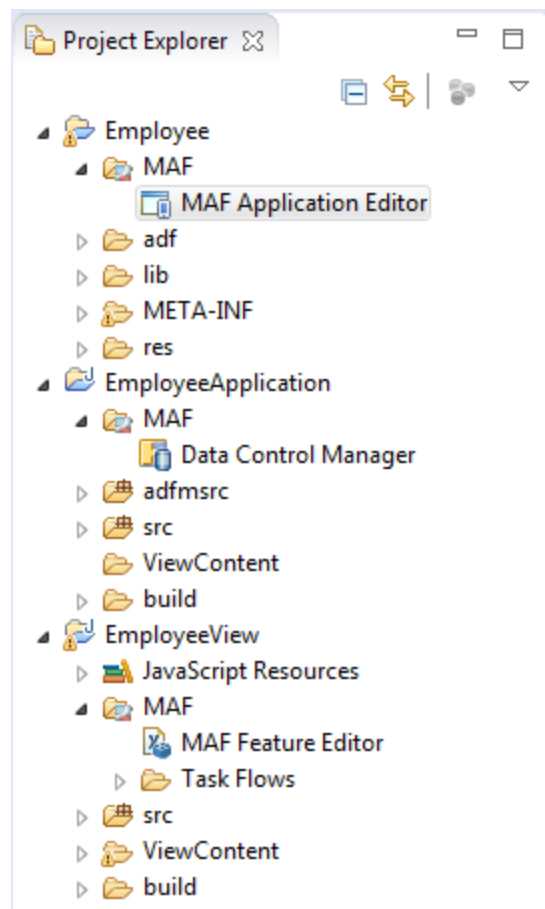 Project Explorer
Employee
MAF
MAF Application Editor
adf
lib
META-INF
res
EmployeeApplication
MAF
Data Control Manager
adfmsrc
src
ViewContent
build
EmployeeView
JavaScript Resources
MAF
MAF Feature Editor
Task Flows
src
ViewContent
build